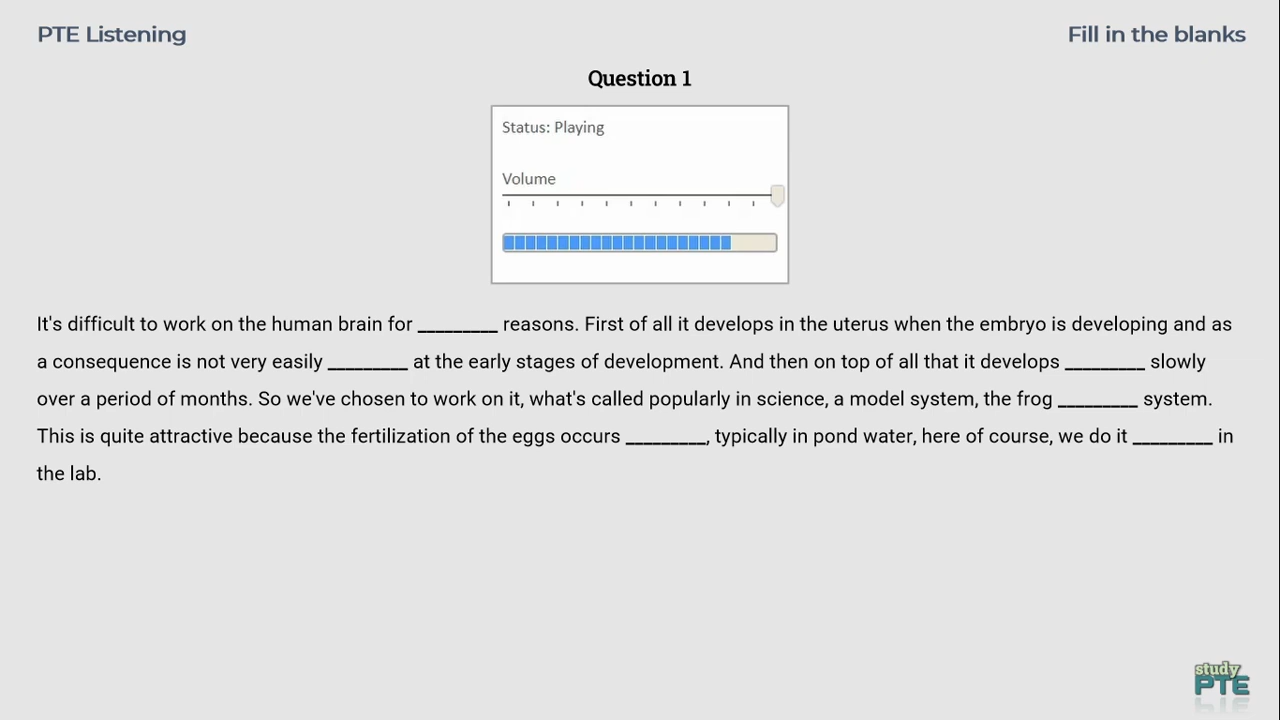 PTE Listening
Fill in the blanks
Question 1
Status: Playing
Volume
It's difficult to work on the human brain for ________ reasons. First of all it develops in the uterus when the embryo is developing and as
a consequence is not very easily ________ at the early stages of development. And then on top of all that it develops ________ slowly
over a period of months. So we've chosen to work on it, what's called popularly in science, a model system, the frog ________ system.
This is quite attractive because the fertilization of the eggs occurs ________, typically in pond water, here of course, we do it ________ in
the lab.
study
PTE